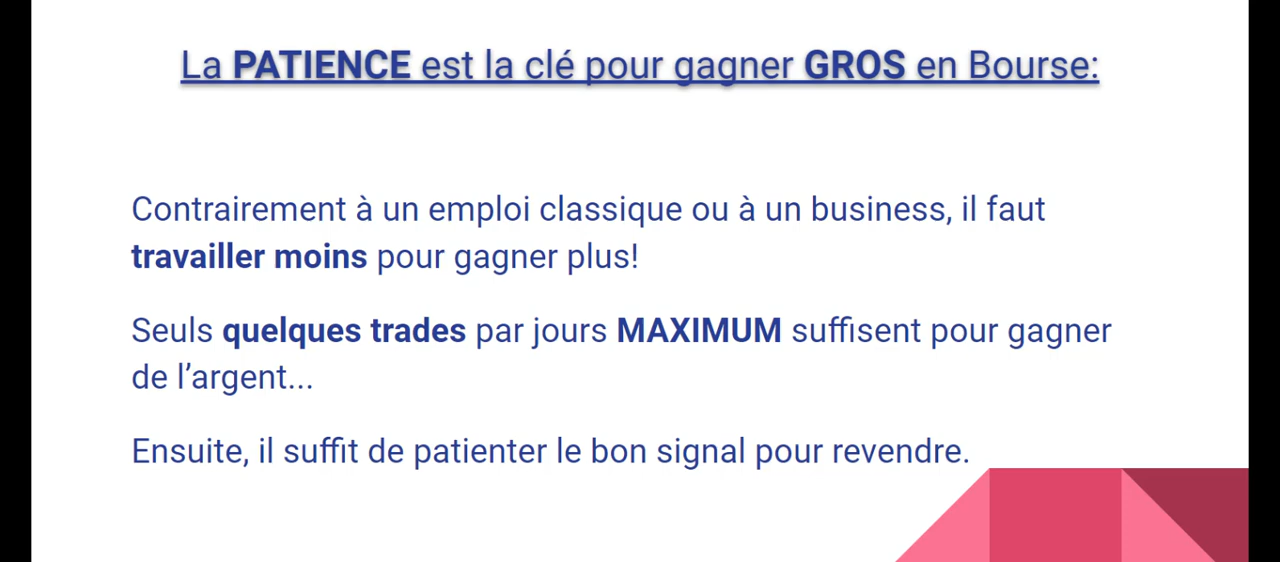 La PATIENCE est la clé pour gagner GROS en Bourse:
Contrairement à un emploi classique ou à un business, il faut
travailler moins pour gagner plus!
Seuls quelques trades par jours MAXIMUM suffisent pour gagner
de l’argent...
Ensuite, il suffit de patienter le bon signal pour revendre.